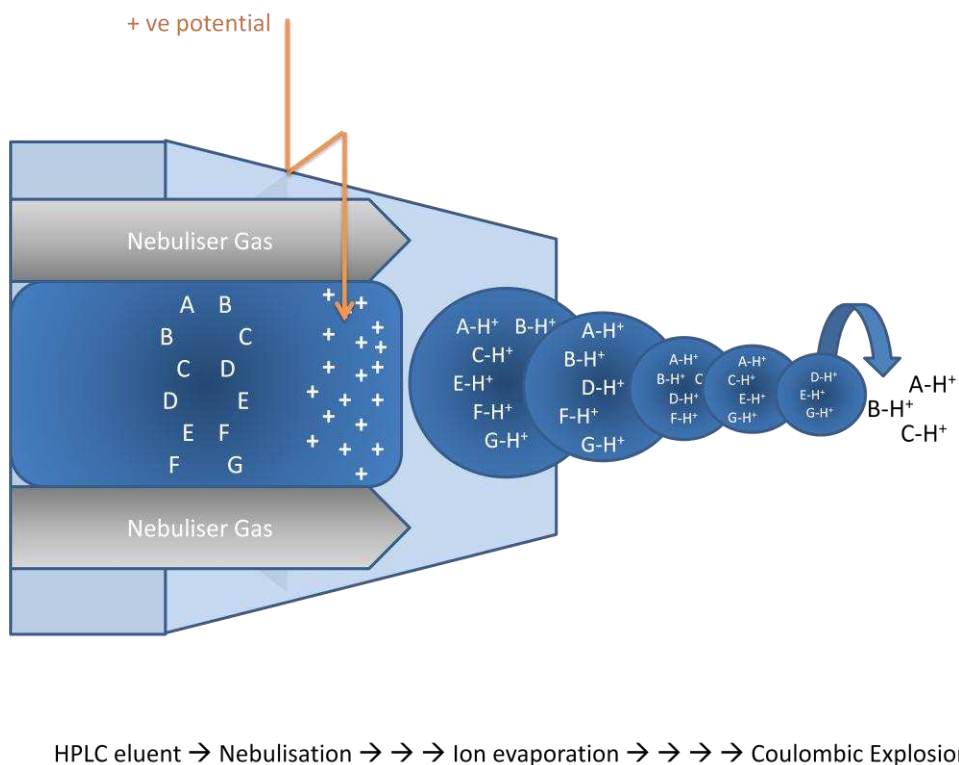 + ve potential
Nebuliser Gas
A B
B C
C D
D E
E F
F G
+ + + + + + + + + + + + + + + + + +
A-H⁺ B-H⁺
C-H⁺
E-H⁺
F-H⁺
G-H⁺
A-H⁺
B-H⁺
D-H⁺
F-H⁺
G-H⁺
A-H⁺
B-H⁺ C
D-H⁺
F-H⁺
A-H⁺
C-H⁺
E-H⁺
G-H⁺
D-H⁺
E-H⁺
G-H⁺
A-H⁺
B-H⁺
C-H⁺
Nebuliser Gas
HPLC eluent → Nebulisation → → → Ion evaporation → → → → Coulombic Explosion